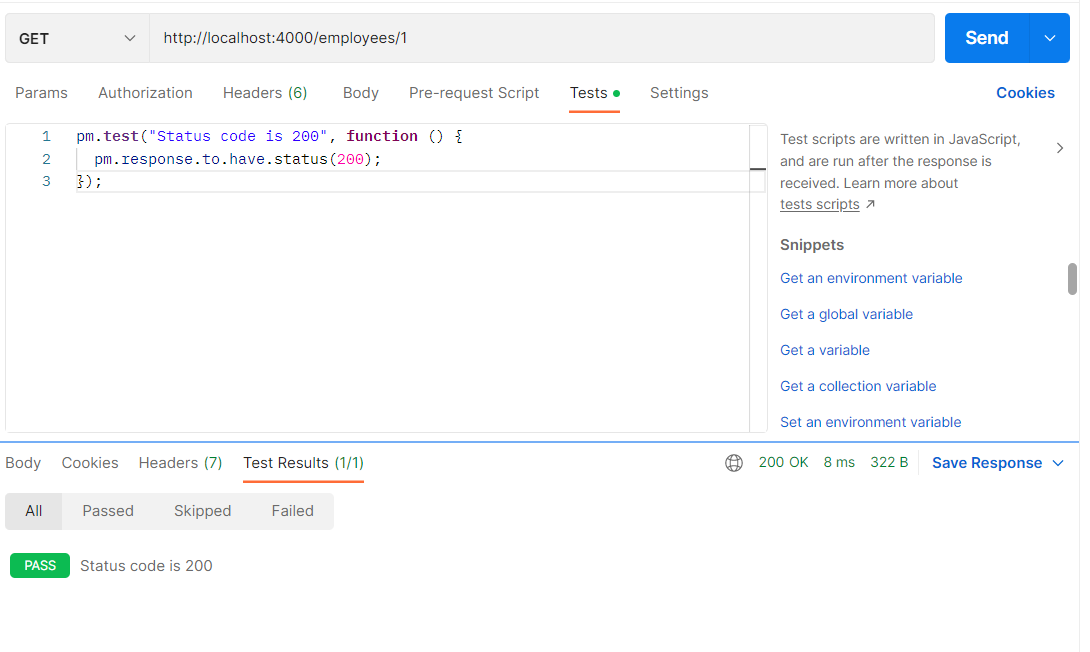 GET http://localhost:4000/employees/1 Send
Params Authorization Headers (6) Body Pre-request Script Tests Settings Cookies
1 pm.test("Status code is 200", function () {
2 pm.response.to.have.status(200);
3 });
Test scripts are written in JavaScript,
and are run after the response is
received. Learn more about
tests scripts ↗
Snippets
Get an environment variable
Get a global variable
Get a variable
Get a collection variable
Set an environment variable
Body Cookies Headers (7) Test Results (1/1) 200 OK 8 ms 322 B Save Response
All Passed Skipped Failed
PASS Status code is 200